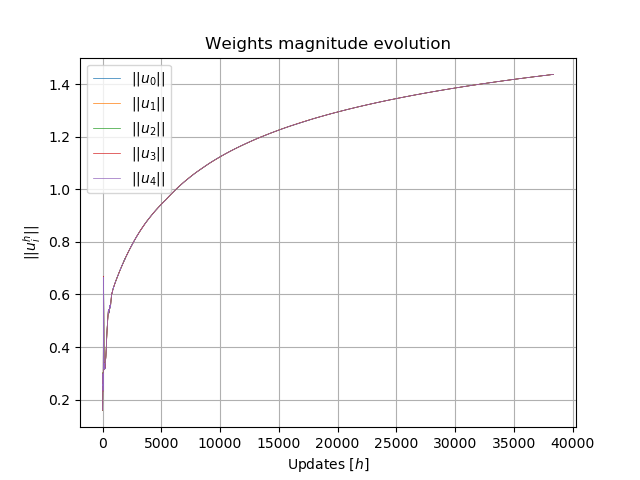 Weights magnitude evolution
||u_0||
||u_1||
||u_2||
||u_3||
||u_4||
||u_i^h||
1.4
1.2
1.0
0.8
0.6
0.4
0.2
0 5000 10000 15000 20000 25000 30000 35000 40000
Updates [h]